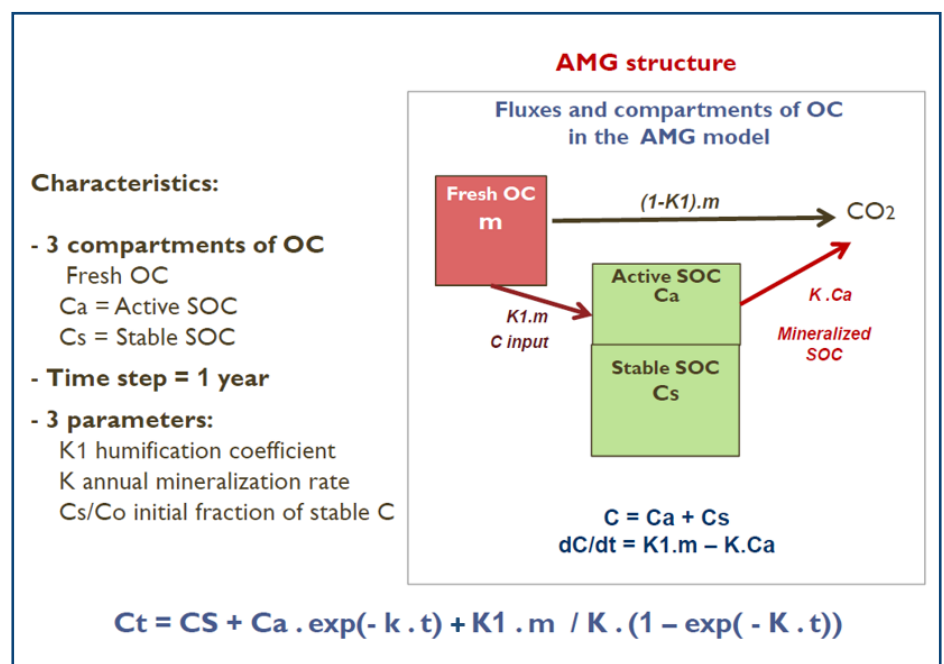 AMG structure
Fluxes and compartments of OC
in the AMG model
Characteristics:
- 3 compartments of OC
Fresh OC
Ca = Active SOC
Cs = Stable SOC
- Time step = 1 year
- 3 parameters:
K1 humification coefficient
K annual mineralization rate
Cs/Co initial fraction of stable C
Fresh OC
m
(1-K1).m
CO2
Active SOC
Ca
K1.m
C input
K .Ca
Mineralized
SOC
Stable SOC
Cs
C = Ca + Cs
dC/dt = K1.m – K.Ca
Ct = CS + Ca . exp(- k . t) + K1 . m / K . (1 – exp( - K . t))